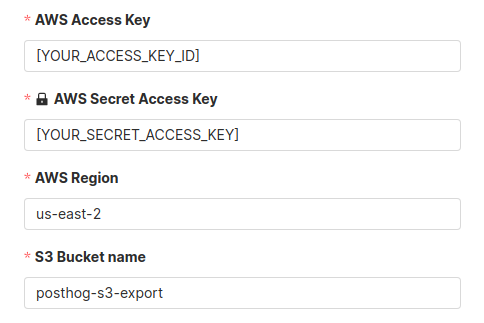 * AWS Access Key
[YOUR_ACCESS_KEY_ID]
* AWS Secret Access Key
[YOUR_SECRET_ACCESS_KEY]
* AWS Region
us-east-2
* S3 Bucket name
posthog-s3-export